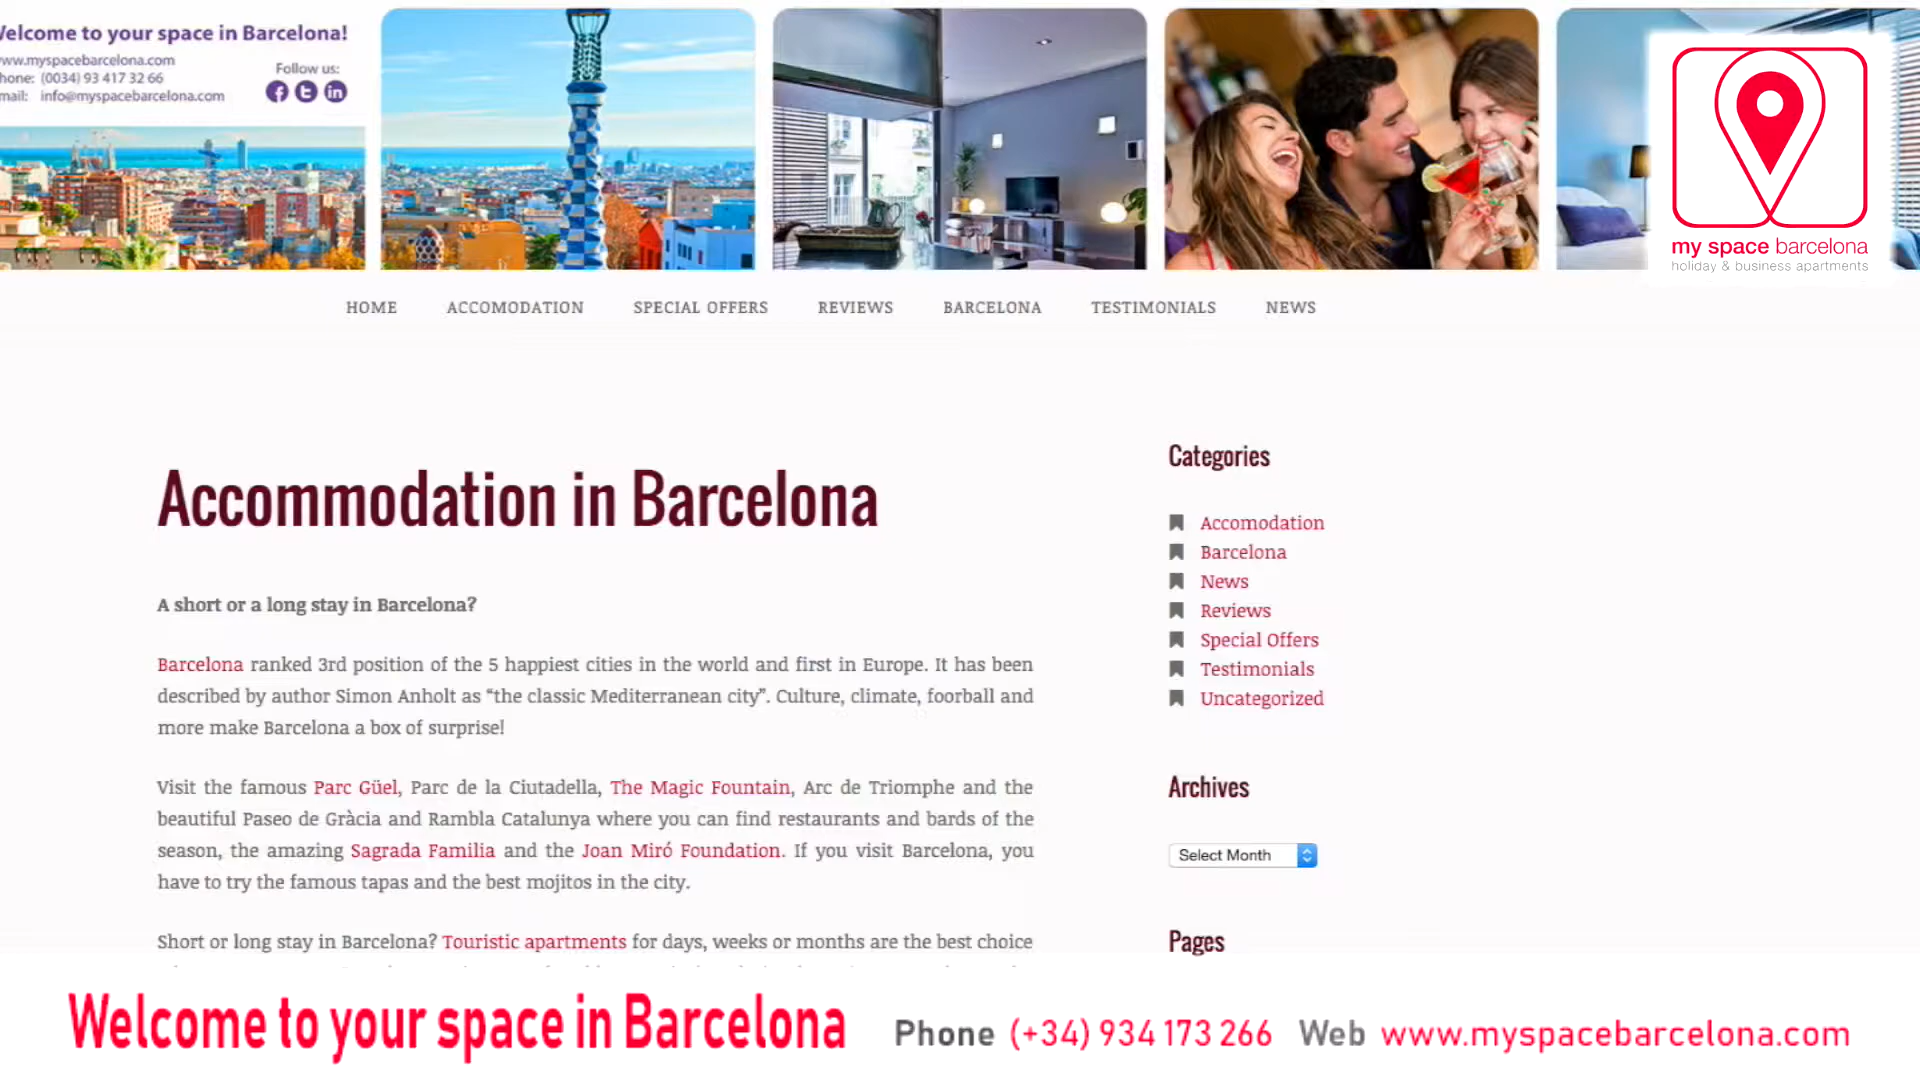 elcome to your space in Barcelona!
ww.myspacebarcelona.com
hone: (0034) 93 417 32 66
mail: info@myspacebarcelona.com
Follow us:
my space barcelona
holiday & business apartments
HOME ACCOMODATION SPECIAL OFFERS REVIEWS BARCELONA TESTIMONIALS NEWS
Accommodation in Barcelona
A short or a long stay in Barcelona?
Barcelona ranked 3rd position of the 5 happiest cities in the world and first in Europe. It has been
described by author Simon Anholt as “the classic Mediterranean city”. Culture, climate, foorball and
more make Barcelona a box of surprise!
Visit the famous Parc Güel, Parc de la Ciutadella, The Magic Fountain, Arc de Triomphe and the
beautiful Paseo de Gràcia and Rambla Catalunya where you can find restaurants and bards of the
season, the amazing Sagrada Familia and the Joan Miró Foundation. If you visit Barcelona, you
have to try the famous tapas and the best mojitos in the city.
Short or long stay in Barcelona? Touristic apartments for days, weeks or months are the best choice
Categories
Accomodation
Barcelona
News
Reviews
Special Offers
Testimonials
Uncategorized
Archives
Select Month
Pages
Welcome to your space in Barcelona Phone (+34) 934 173 266 Web www.myspacebarcelona.com